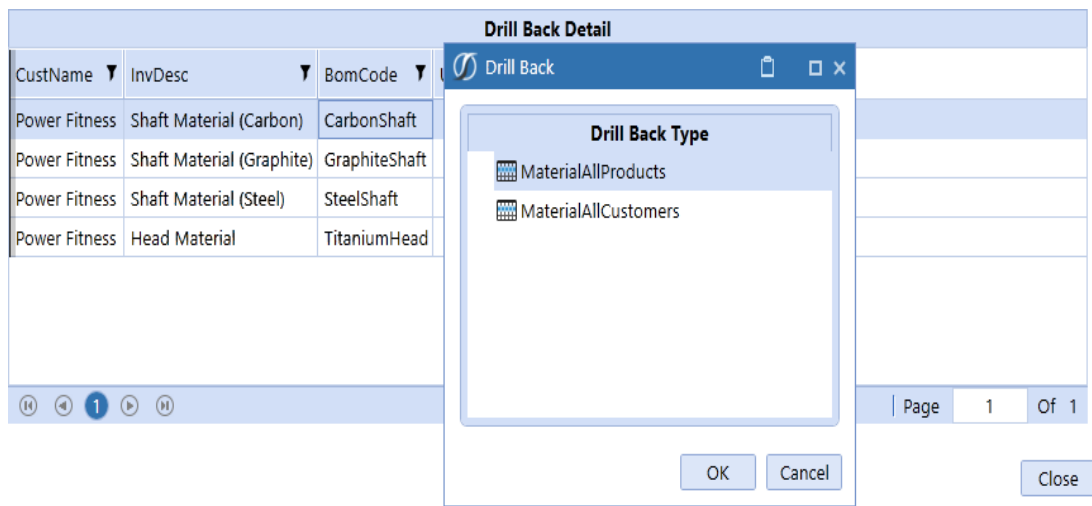 Drill Back Detail
CustName InvDesc BomCode
Power Fitness Shaft Material (Carbon) CarbonShaft
Power Fitness Shaft Material (Graphite) GraphiteShaft
Power Fitness Shaft Material (Steel) SteelShaft
Power Fitness Head Material TitaniumHead
1
Page 1 Of 1
Close
Drill Back
Drill Back Type
MaterialAllProducts
MaterialAllCustomers
OK Cancel